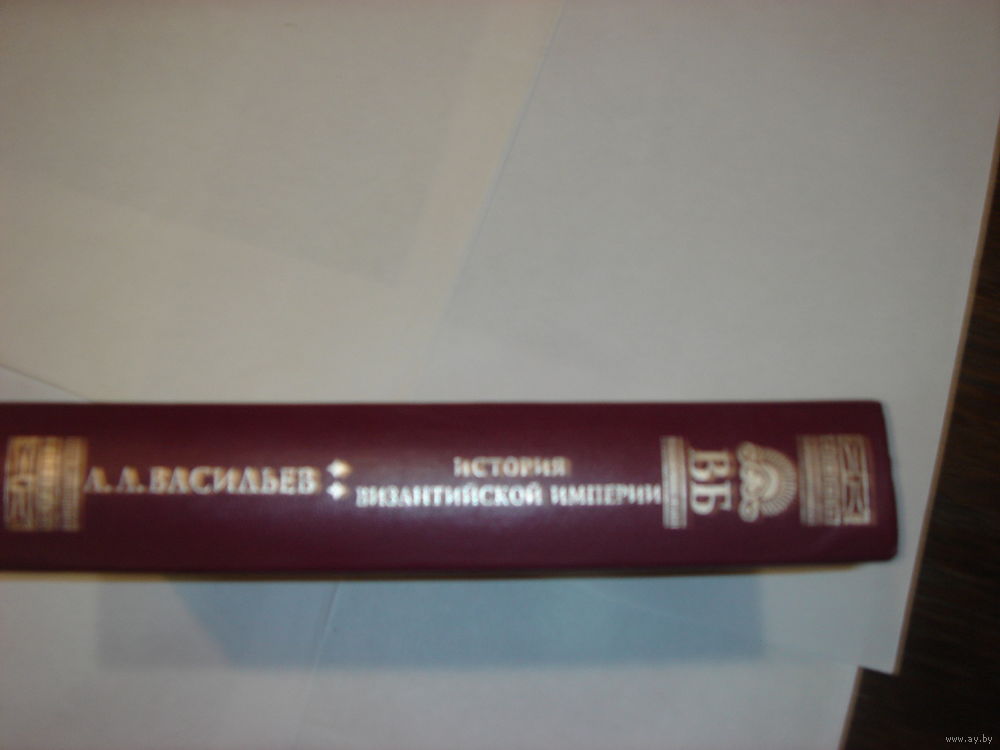 А. А. ВАСИЛЬЕВ
ИСТОРИЯ
ВИЗАНТИЙСКОЙ ИМПЕРИИ
ВБ
www.ay.by